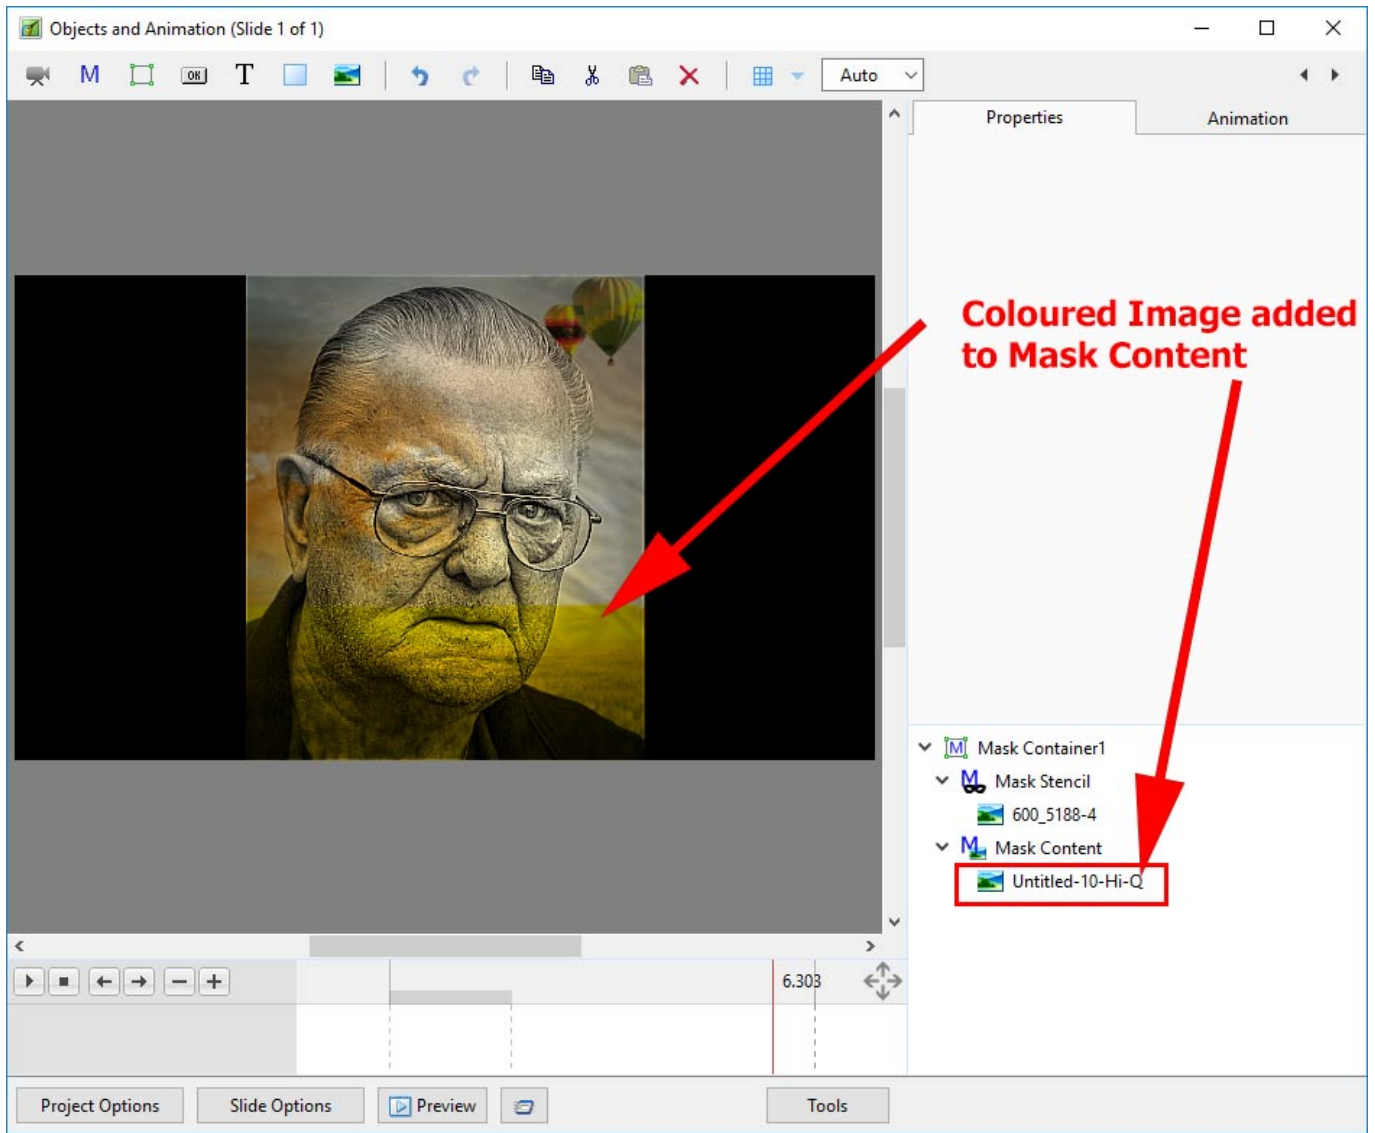 Objects and Animation (Slide 1 of 1)
M
OK
T
Auto
Properties
Animation
Coloured Image added
to Mask Content
M Mask Container1
M Mask Stencil
600_5188-4
M Mask Content
Untitled-10-Hi-Q
6.303
Project Options
Slide Options
Preview
Tools